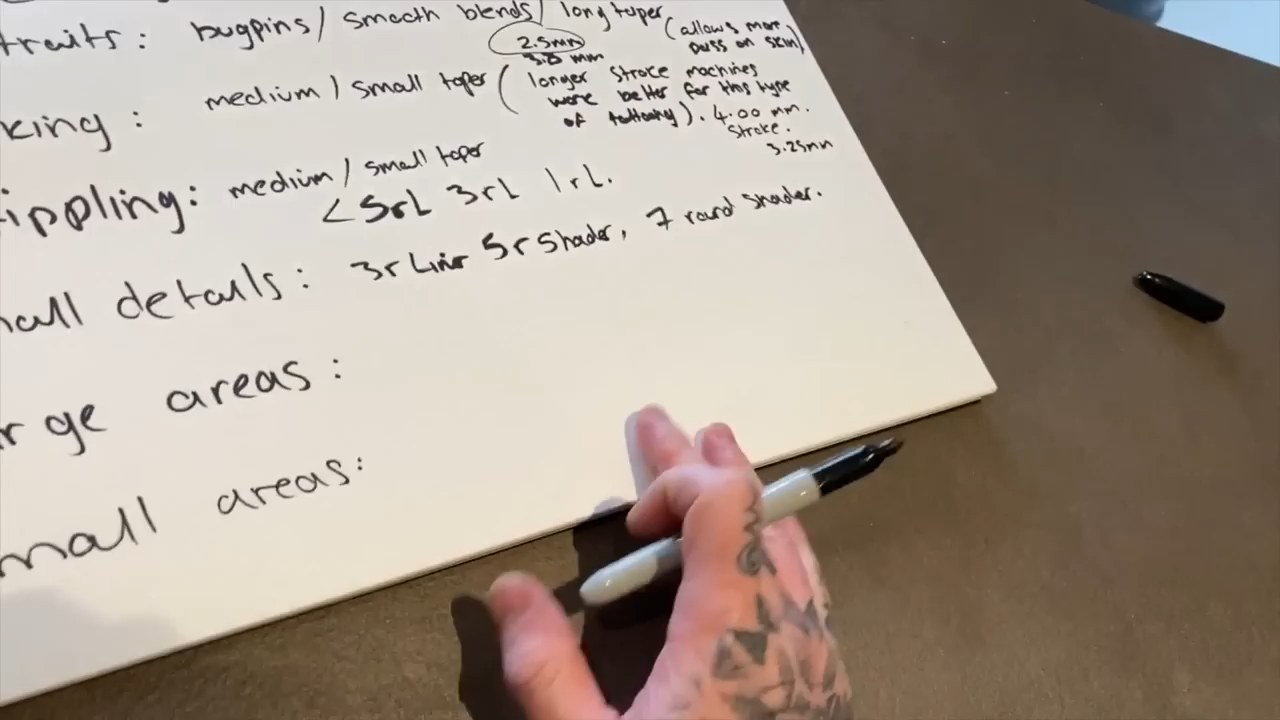 traits: bugpins/ smooth blends/ long taper (allows more
pass on skin)
2.5mm
3.0 mm
king: medium/small taper (longer stroke machines
were better for this type
of tattooing). 4.00 mm.
Stroke.
3.25mm
ippling: medium/small taper
<5rL 3rL 1rL.
mall details: 3r Liner 5r Shader, 7 round Shader.
rge areas:
mall areas: